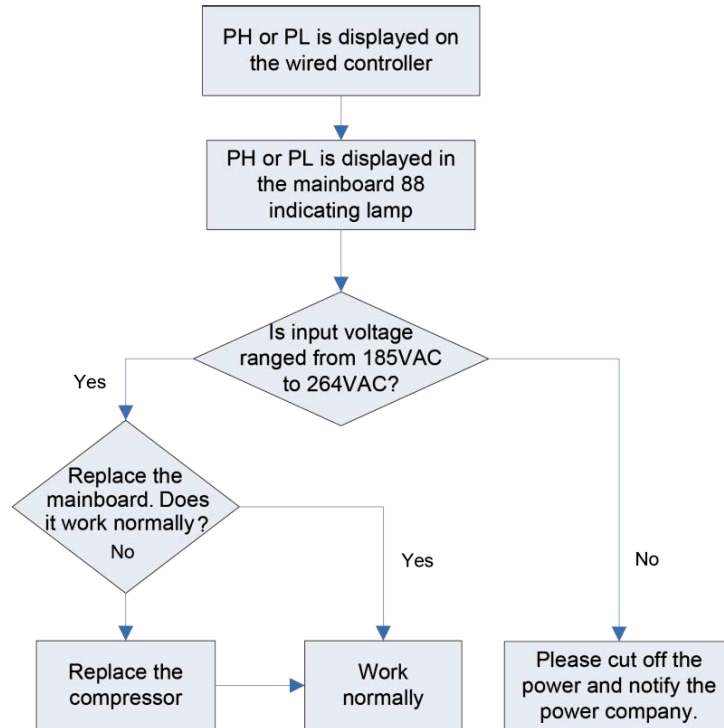 PH or PL is displayed on
the wired controller
PH or PL is displayed in
the mainboard 88
indicating lamp
Is input voltage
ranged from 185VAC
to 264VAC?
Yes
Replace the
mainboard. Does
it work normally?
No
Yes
No
Replace the
compressor
Work
normally
Please cut off the
power and notify the
power company.